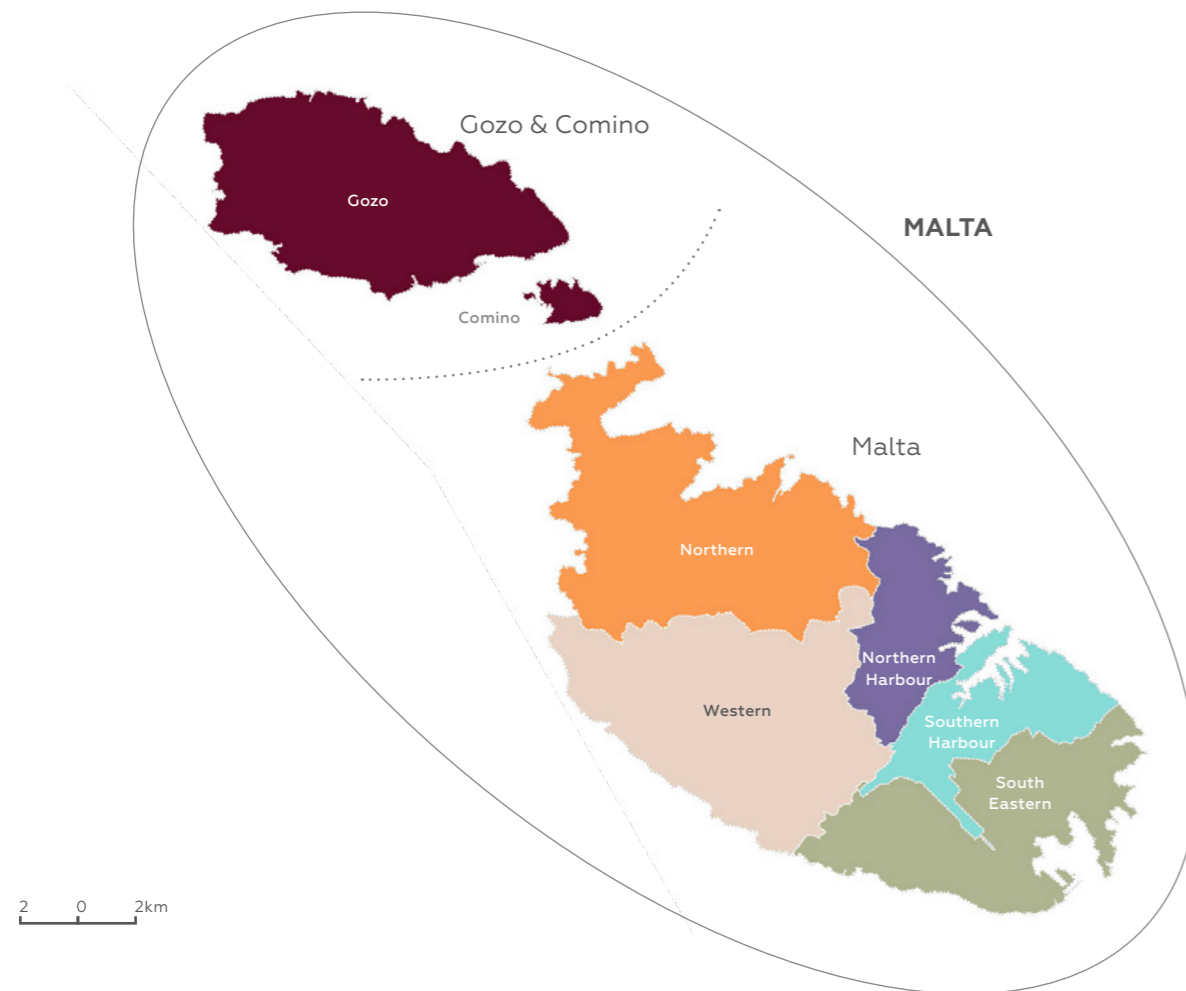 Gozo & Comino
Gozo
MALTA
Comino
Malta
Northern
Northern
Harbour
Western
Southern
Harbour
South
Eastern
2 0 2km